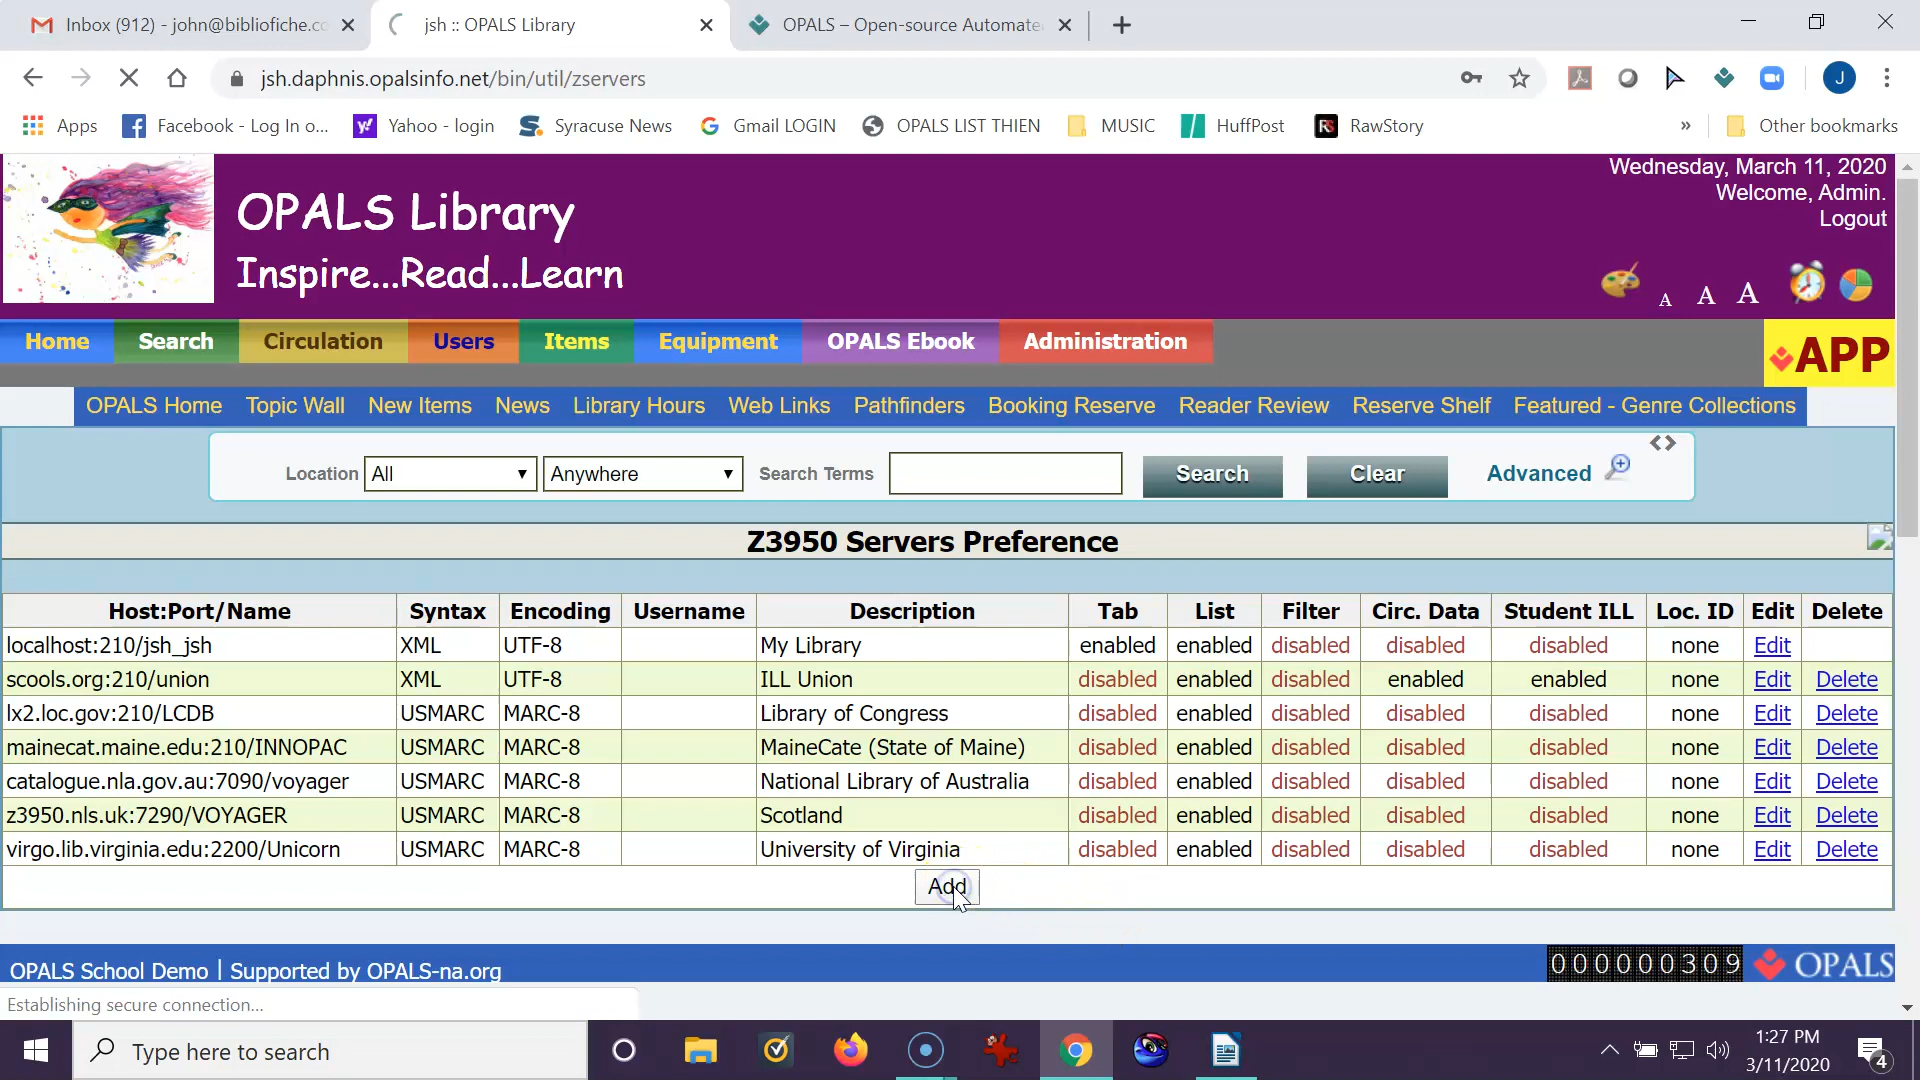 Inbox (912) - john@bibliofiche.co
jsh :: OPALS Library
OPALS – Open-source Automate
jsh.daphnis.opalsinfo.net/bin/util/zservers
J
Apps
Facebook - Log In o...
Yahoo - login
Syracuse News
Gmail LOGIN
OPALS LIST THIEN
MUSIC
HuffPost
RawStory
»
Other bookmarks
Wednesday, March 11, 2020
Welcome, Admin.
Logout
OPALS Library
Inspire...Read...Learn
A A A
Home Search Circulation Users Items Equipment OPALS Ebook Administration
APP
OPALS Home Topic Wall New Items News Library Hours Web Links Pathfinders Booking Reserve Reader Review Reserve Shelf Featured - Genre Collections
Location All Anywhere Search Terms Search Clear Advanced
Z3950 Servers Preference
Host:Port/Name Syntax Encoding Username Description Tab List Filter Circ. Data Student ILL Loc. ID Edit Delete
localhost:210/jsh_jsh XML UTF-8 My Library enabled enabled disabled disabled disabled none Edit
scools.org:210/union XML UTF-8 ILL Union disabled enabled disabled enabled enabled none Edit Delete
lx2.loc.gov:210/LCDB USMARC MARC-8 Library of Congress disabled enabled disabled disabled disabled none Edit Delete
mainecat.maine.edu:210/INNOPAC USMARC MARC-8 MaineCate (State of Maine) disabled enabled disabled disabled disabled none Edit Delete
catalogue.nla.gov.au:7090/voyager USMARC MARC-8 National Library of Australia disabled enabled disabled disabled disabled none Edit Delete
z3950.nls.uk:7290/VOYAGER USMARC MARC-8 Scotland disabled enabled disabled disabled disabled none Edit Delete
virgo.lib.virginia.edu:2200/Unicorn USMARC MARC-8 University of Virginia disabled enabled disabled disabled disabled none Edit Delete
Add
OPALS School Demo | Supported by OPALS-na.org
000000309
OPALS
Establishing secure connection...
Type here to search
1:27 PM
3/11/2020
4